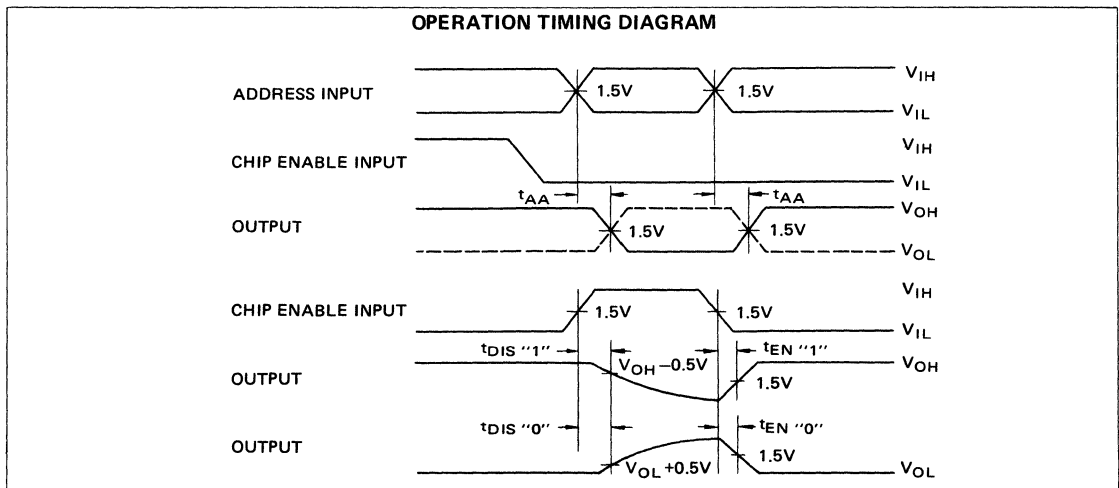 OPERATION TIMING DIAGRAM
ADDRESS INPUT
1.5V
1.5V
VIH
VIL
CHIP ENABLE INPUT
VIH
VIL
tAA
tAA
OUTPUT
1.5V
1.5V
VOH
VOL
CHIP ENABLE INPUT
1.5V
1.5V
VIH
VIL
tDIS "1"
tEN "1"
OUTPUT
VOH −0.5V
1.5V
VOH
tDIS "0"
tEN "0"
OUTPUT
VOL +0.5V
1.5V
VOL